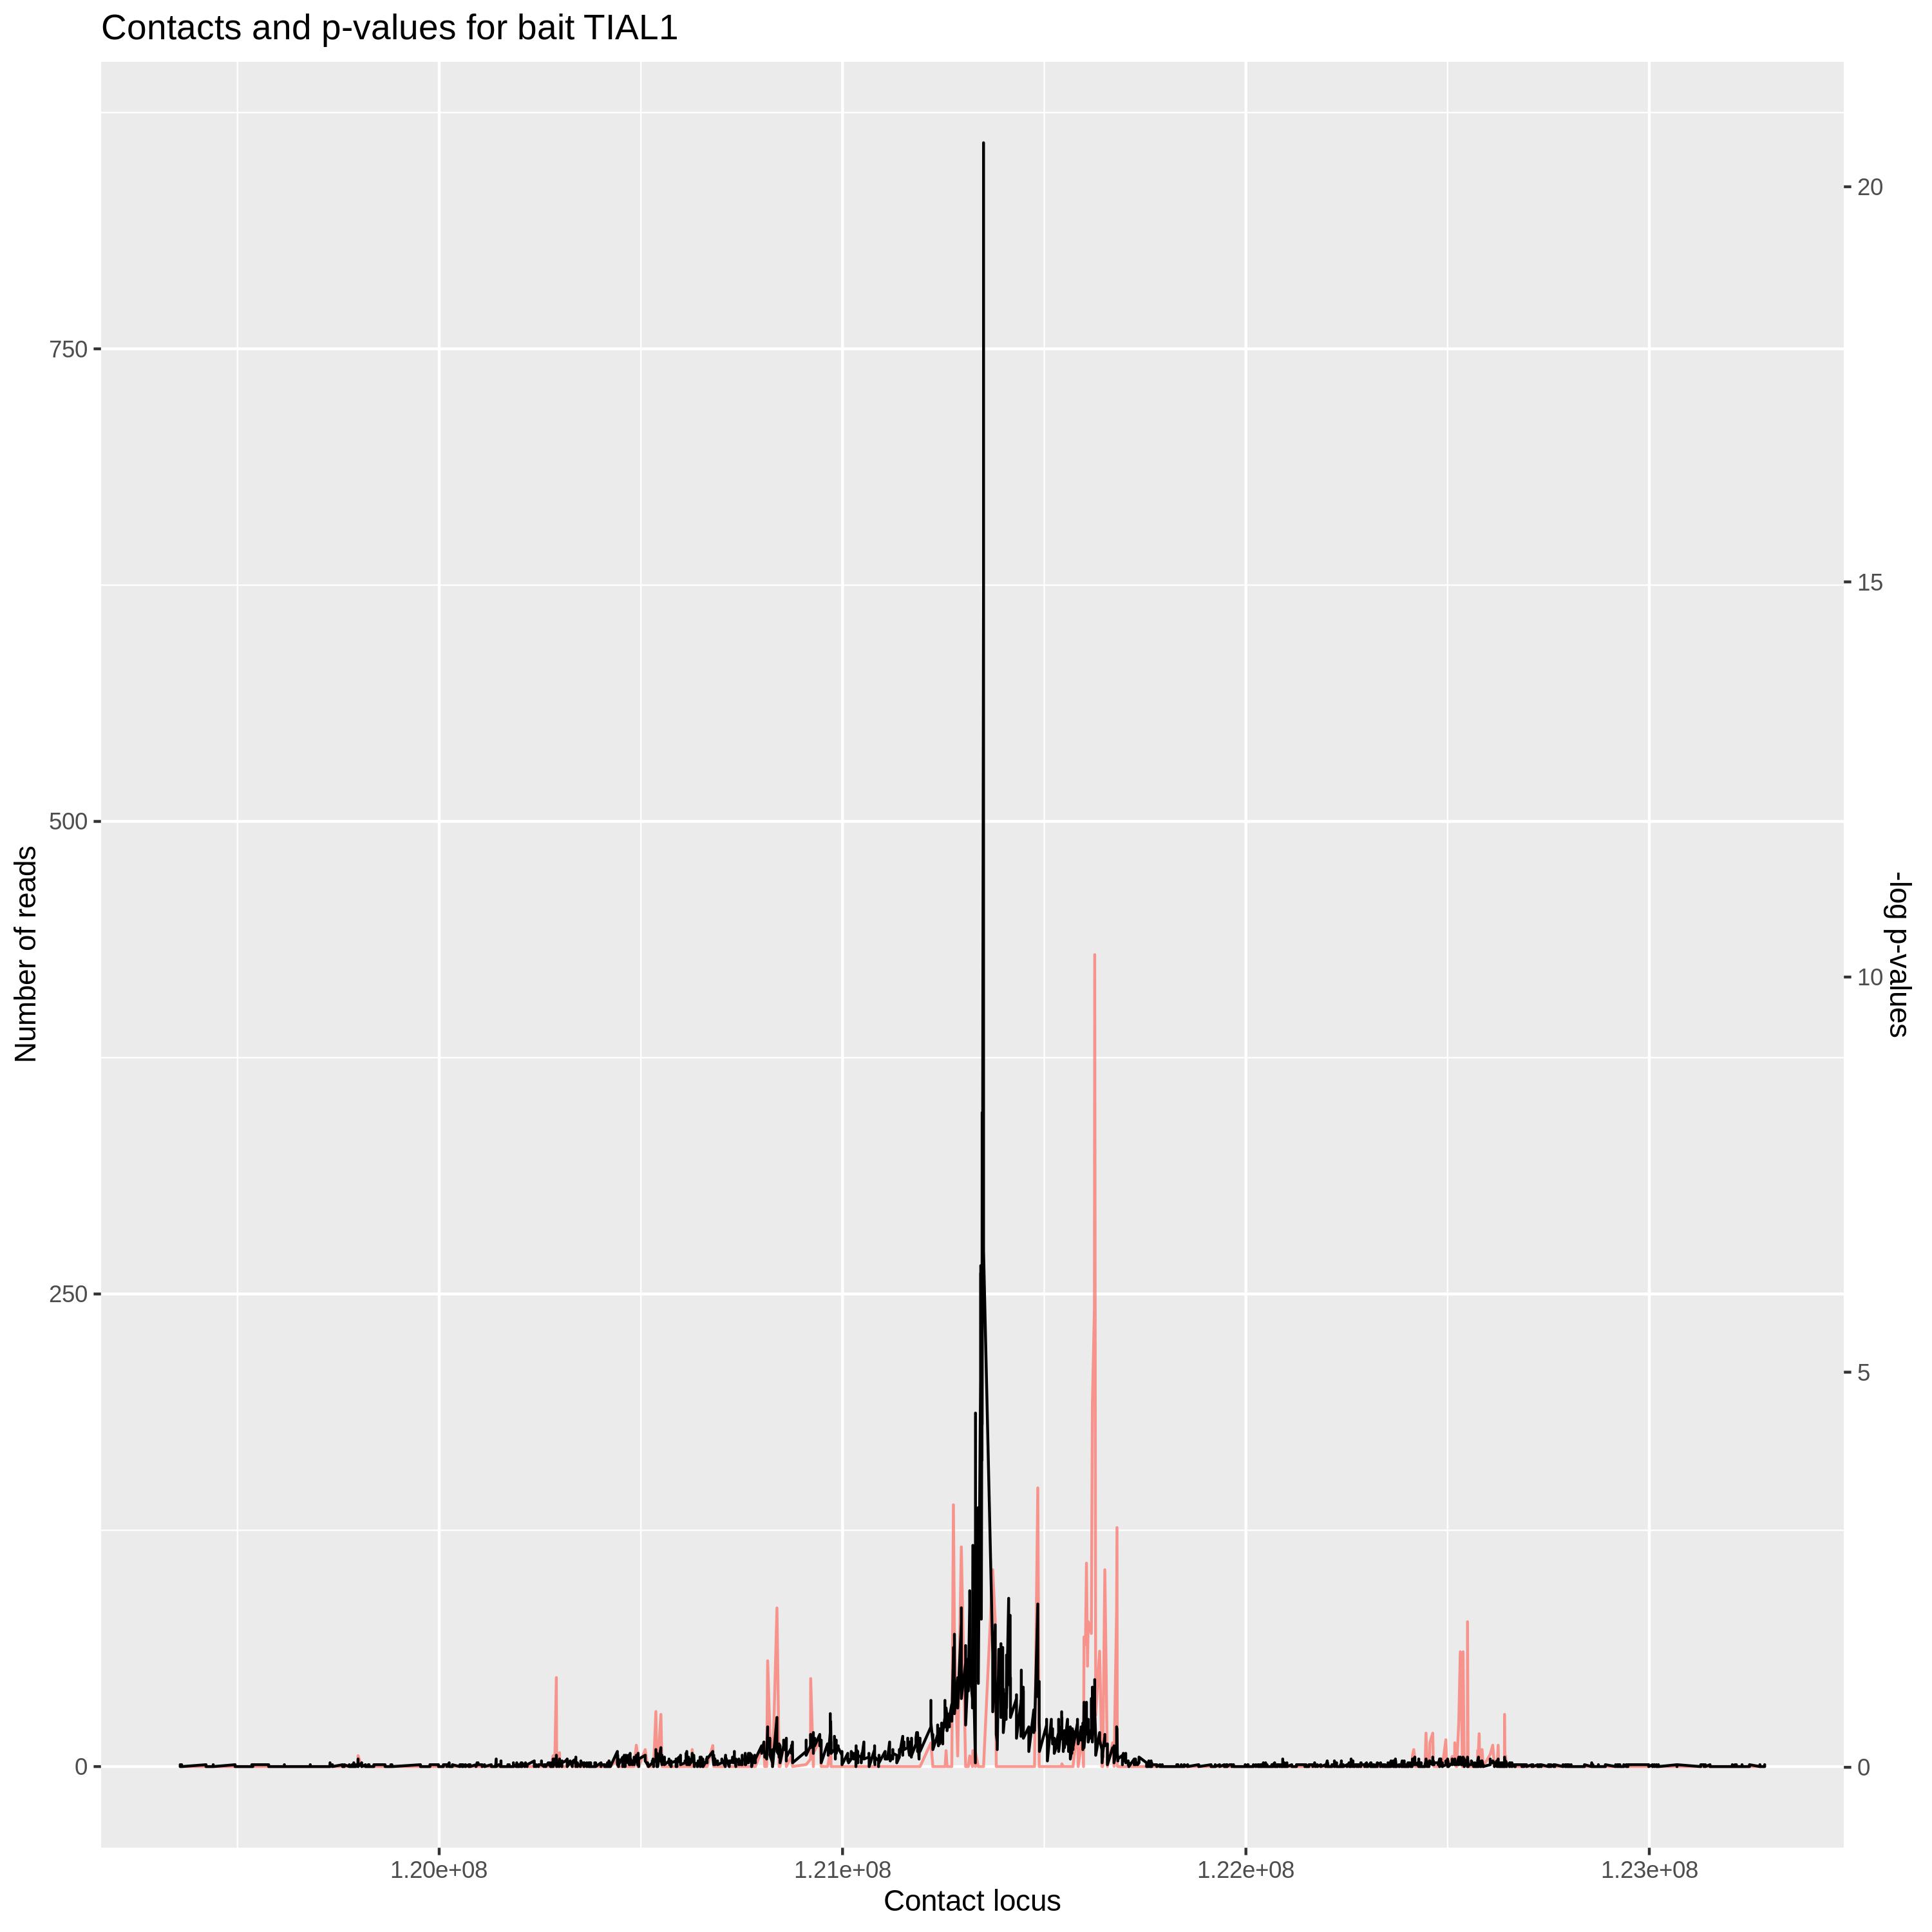 Contacts and p-values for bait TIAL1
Number of reads
750
500
250
0
20
15
10
5
0
-log p-values
1.20e+08 1.21e+08 1.22e+08 1.23e+08
Contact locus